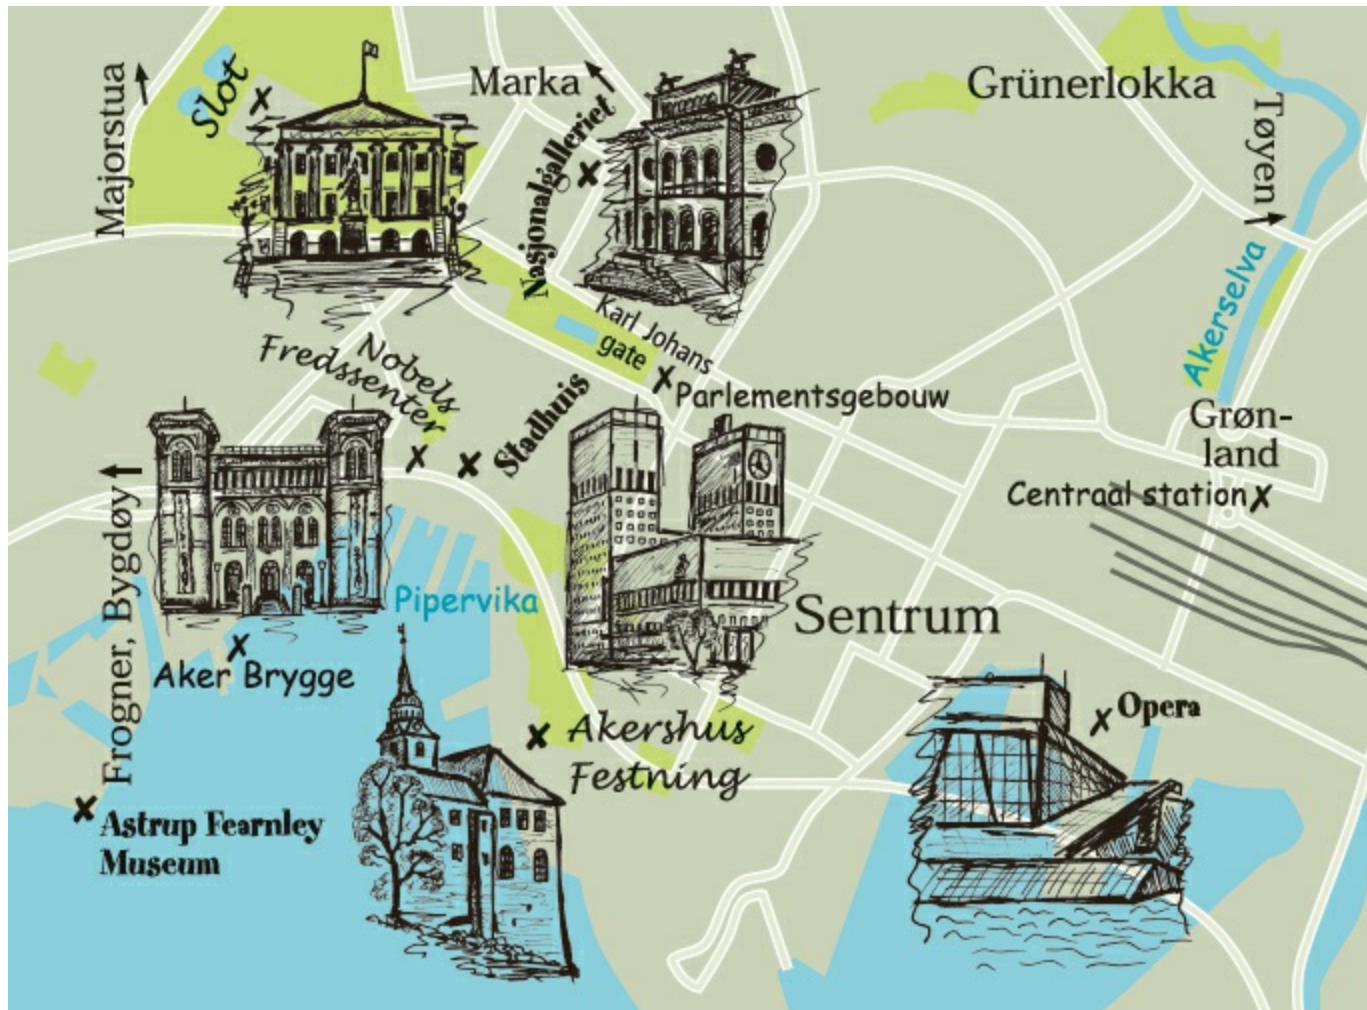 Majorstua
Slot
Marka
Nasjonalgalleriet
Grünerlokka
Tøyen
Akerselva
Karl Johans
gate
Parlementsgebouw
Nobels
Fredssenter
Stadhuis
Grøn-
land
Centraal station
Frogner, Bygdøy
Pipervika
Sentrum
Aker Brygge
Akershus
Festning
Opera
Astrup Fearnley
Museum